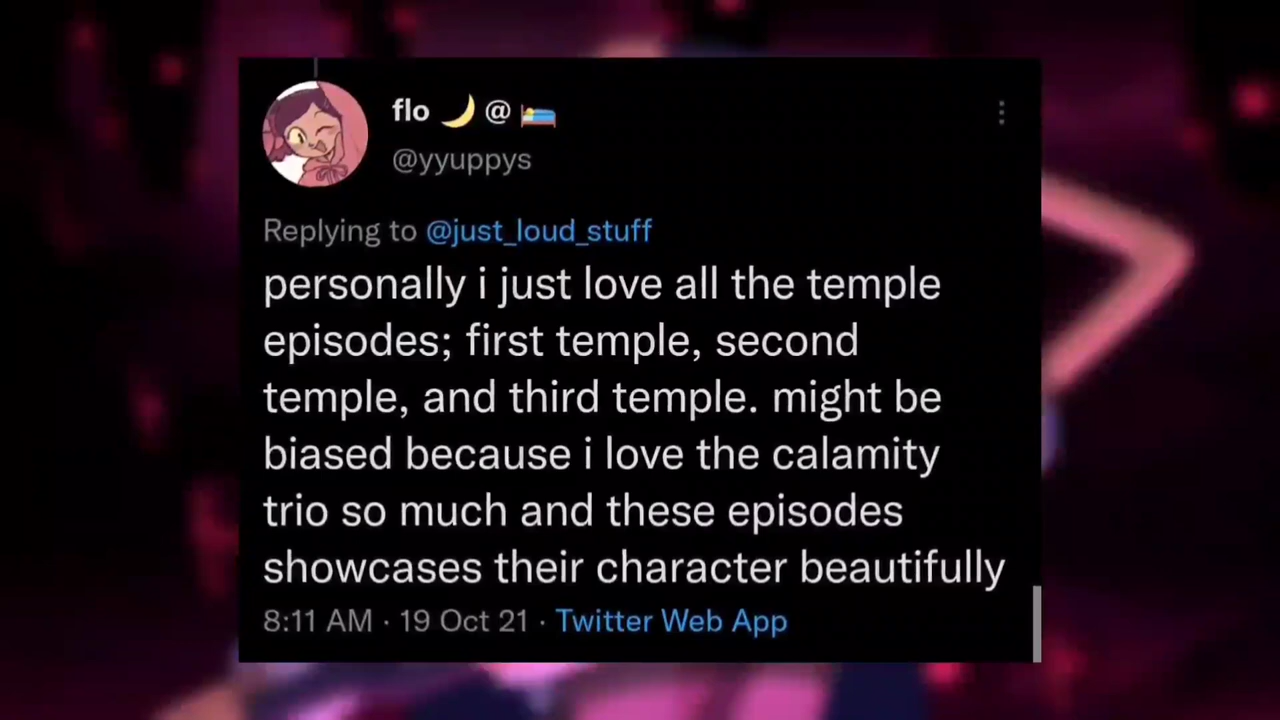 flo 🌙 @ 🛌
@yyuppys
Replying to @just_loud_stuff
personally i just love all the temple
episodes; first temple, second
temple, and third temple. might be
biased because i love the calamity
trio so much and these episodes
showcases their character beautifully
8:11 AM · 19 Oct 21 · Twitter Web App